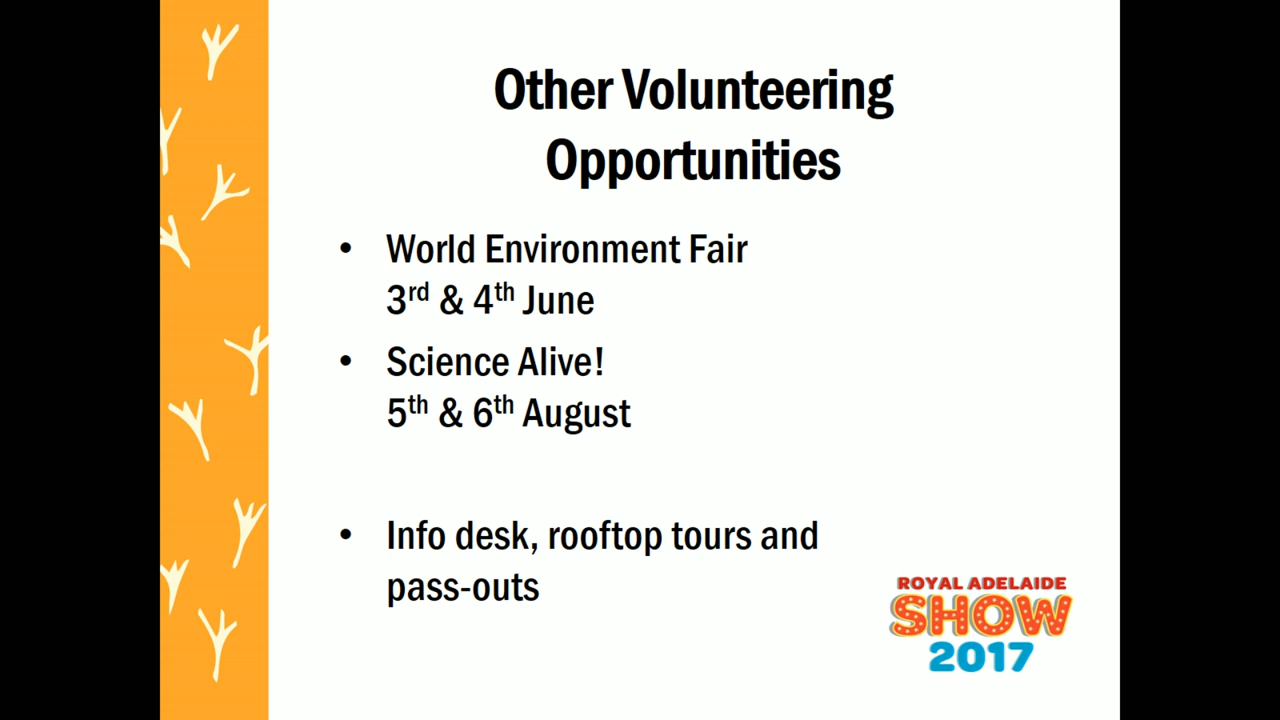 Other Volunteering
Opportunities
• World Environment Fair
3rd & 4th June
• Science Alive!
5th & 6th August
• Info desk, rooftop tours and
pass-outs
ROYAL ADELAIDE
SHOW
2017